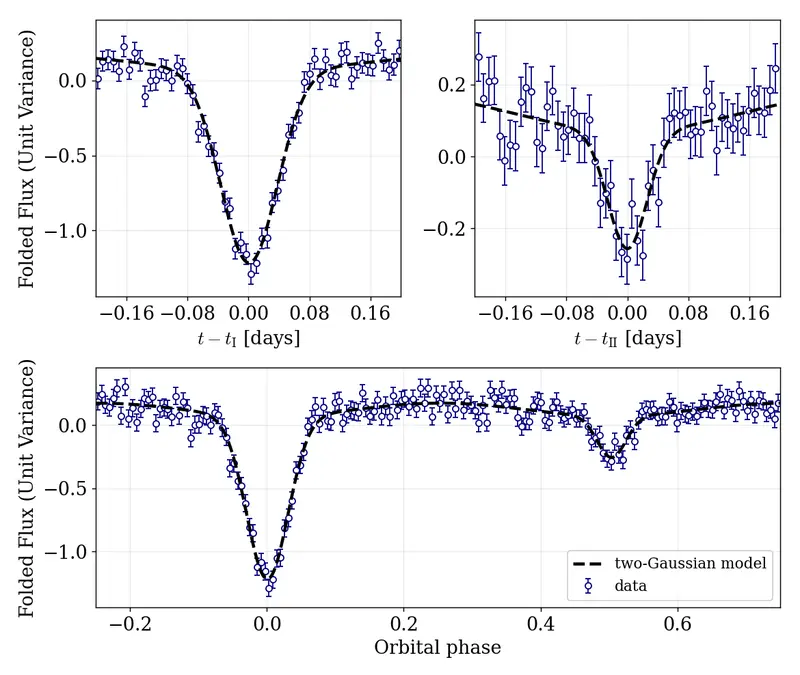 Folded Flux (Unit Variance)
0.0
−0.5
−1.0
−0.16 −0.08 0.00 0.08 0.16
t − tI [days]
0.2
0.0
−0.2
−0.16 −0.08 0.00 0.08 0.16
t − tII [days]
Folded Flux (Unit Variance)
0.0
−0.5
−1.0
two-Gaussian model
data
−0.2 0.0 0.2 0.4 0.6
Orbital phase